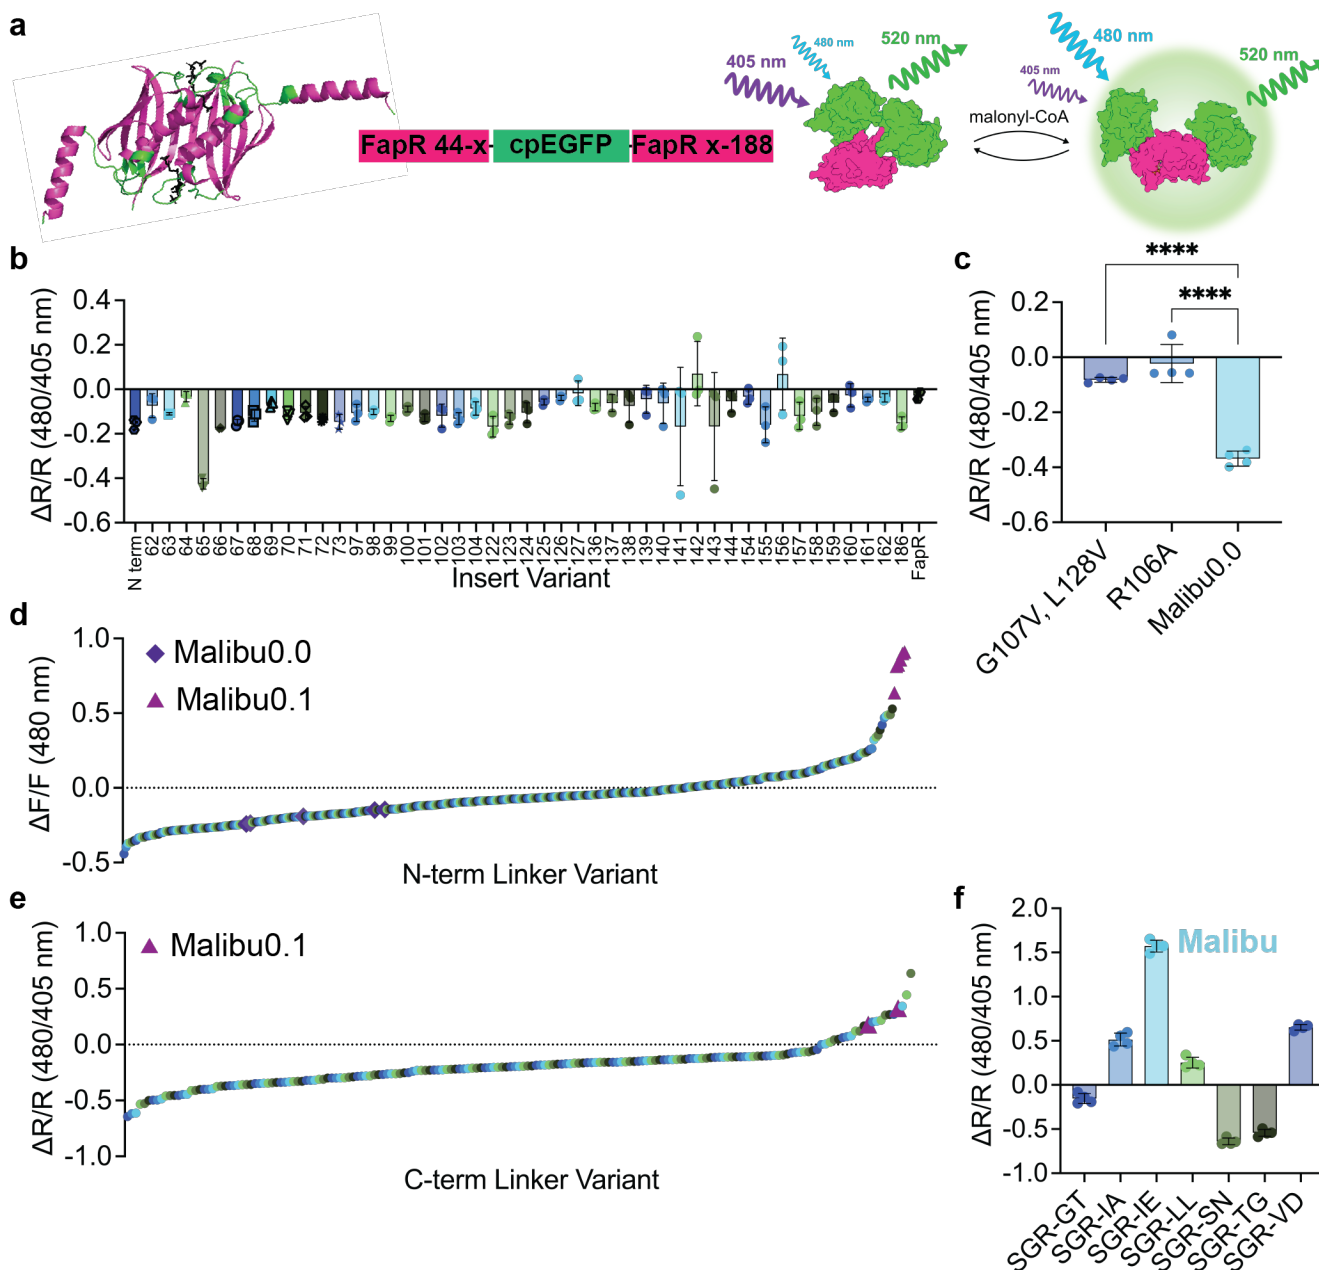 a
405 nm
480 nm
520 nm
malonyl-CoA
405 nm
480 nm
520 nm
FapR 44-x
cpEGFP
FapR x-188
b
ΔR/R (480/405 nm)
0.4
0.2
0.0
-0.2
-0.4
-0.6
N term
62
63
64
65
66
67
68
69
70
71
72
73
97
98
99
100
101
102
103
104
122
123
124
125
126
127
136
137
138
139
140
141
142
143
144
154
155
156
157
158
159
160
161
162
186
FapR
Insert Variant
c
****
****
ΔR/R (480/405 nm)
0.2
0.0
-0.2
-0.4
-0.6
G107V, L128V
R106A
Malibu0.0
d
ΔF/F (480 nm)
1.0
0.5
0.0
-0.5
Malibu0.0
Malibu0.1
N-term Linker Variant
e
ΔR/R (480/405 nm)
1.0
0.5
0.0
-0.5
-1.0
Malibu0.1
C-term Linker Variant
f
ΔR/R (480/405 nm)
2.0
1.5
1.0
0.5
0.0
-0.5
-1.0
Malibu
SGR-GT
SGR-IA
SGR-IE
SGR-LL
SGR-SN
SGR-TG
SGR-VD